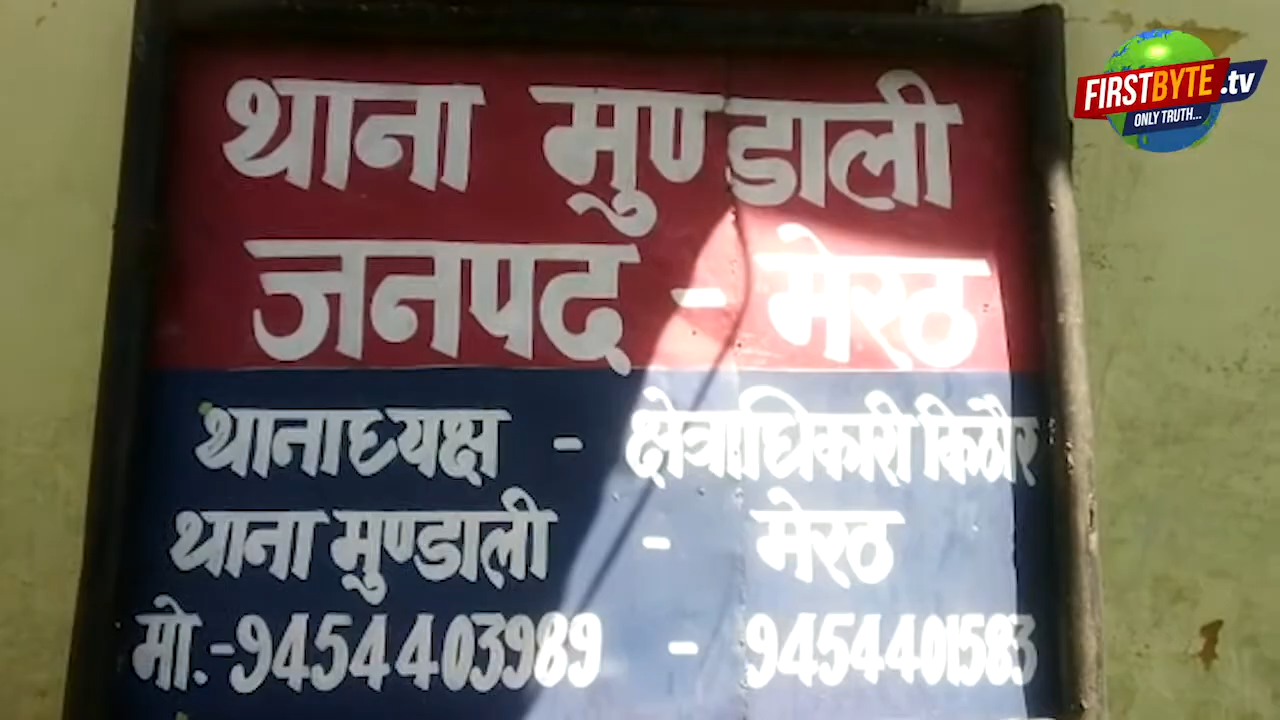 FIRSTBYTE.tv
ONLY TRUTH...
थाना मुण्डाली
जनपद - मेरठ
थानाध्यक्ष - क्षेत्राधिकारी किठौर
थाना मुण्डाली - मेरठ
मो.-9454403989 - 9454401583